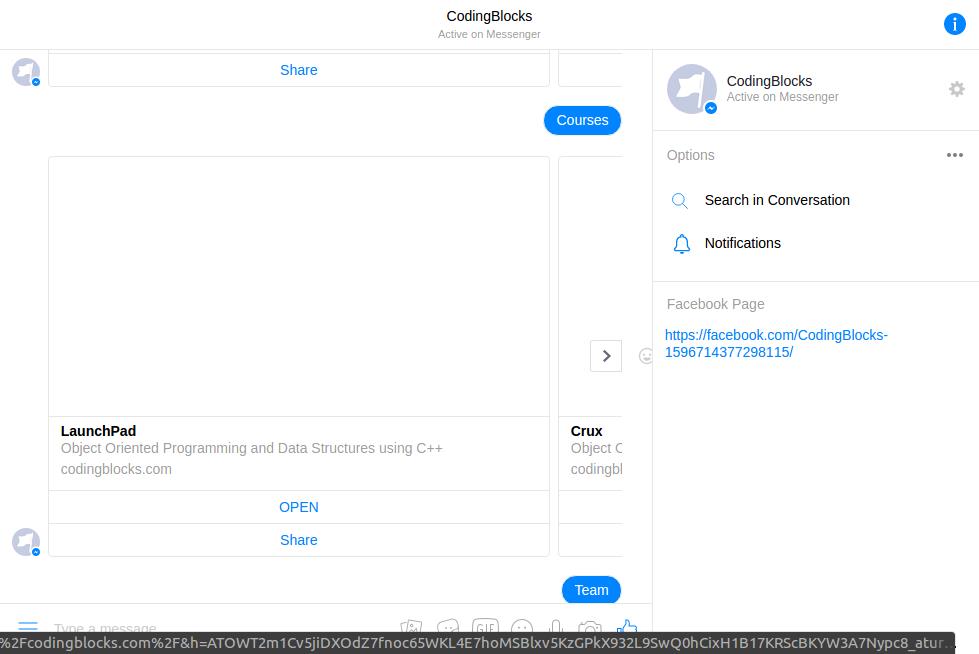 CodingBlocks
Active on Messenger
Share
Courses
LaunchPad
Object Oriented Programming and Data Structures using C++
codingblocks.com
OPEN
Share
Crux
Object
codingbl
Team
Type a message
GIF
%2Fcodingblocks.com%2F&h=ATOWT2m1Cv5jiDXOdZ7fnoc65WKL4E7hoMSBlxv5KzGPkX932L9SwQ0hCixH1B17KRScBKYW3A7Nypc8_atur...
CodingBlocks
Active on Messenger
Options
Search in Conversation
Notifications
Facebook Page
https://facebook.com/CodingBlocks-
1596714377298115/